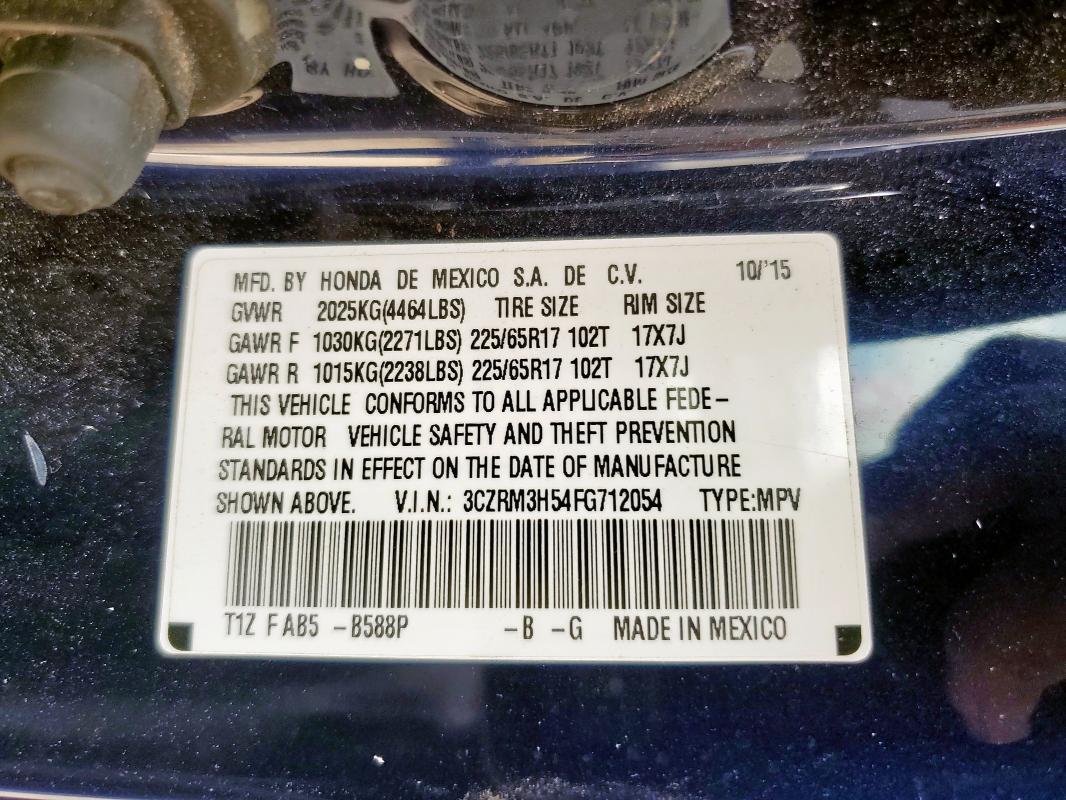 MFD. BY HONDA DE MEXICO S.A. DE C.V. 10/'15
GVWR 2025KG(4464LBS) TIRE SIZE RIM SIZE
GAWR F 1030KG(2271LBS) 225/65R17 102T 17X7J
GAWR R 1015KG(2238LBS) 225/65R17 102T 17X7J
THIS VEHICLE CONFORMS TO ALL APPLICABLE FEDE-
RAL MOTOR VEHICLE SAFETY AND THEFT PREVENTION
STANDARDS IN EFFECT ON THE DATE OF MANUFACTURE
SHOWN ABOVE. V.I.N.: 3CZRM3H54FG712054 TYPE:MPV
T1Z FAB5 -B588P -B -G MADE IN MEXICO